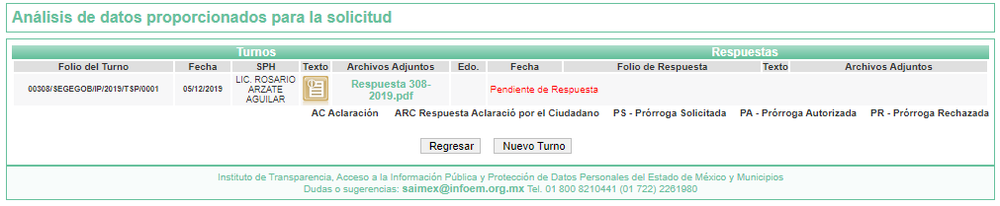 Análisis de datos proporcionados para la solicitud
Turnos Respuestas
Folio del Turno Fecha SPH Texto Archivos Adjuntos Edo. Fecha Folio de Respuesta Texto Archivos Adjuntos
00308/SEGEGOB/IP/2019/TSP/0001 05/12/2019 LIC. ROSARIO ARZATE AGUILAR Respuesta 308-2019.pdf Pendiente de Respuesta
AC Aclaración ARC Respuesta Aclaració por el Ciudadano PS - Prórroga Solicitada PA - Prórroga Autorizada PR - Prórroga Rechazada
Regresar Nuevo Turno
Instituto de Transparencia, Acceso a la Información Pública y Protección de Datos Personales del Estado de México y Municipios
Dudas o sugerencias: saimex@infoem.org.mx Tel. 01 800 8210441 (01 722) 2261980